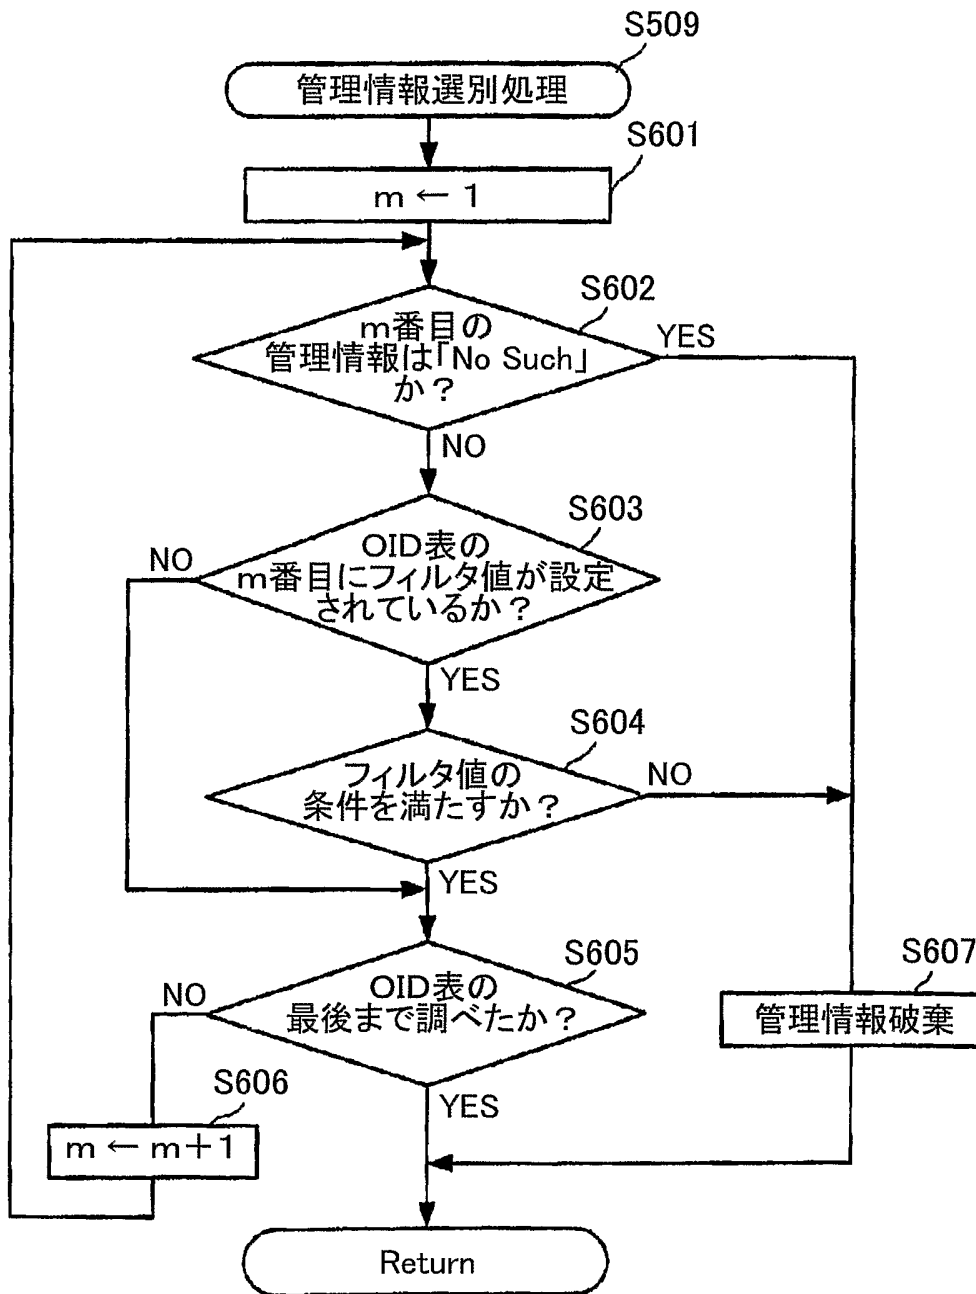 S509
管理情報選別処理
S601
m ← 1
S602
m番目の
管理情報は「No Such」
か？
YES
NO
S603
OID表の
m番目にフィルタ値が設定
されているか？
NO
YES
S604
フィルタ値の
条件を満たすか？
NO
YES
S605
OID表の
最後まで調べたか？
NO
YES
S607
管理情報破棄
S606
m ← m＋1
Return